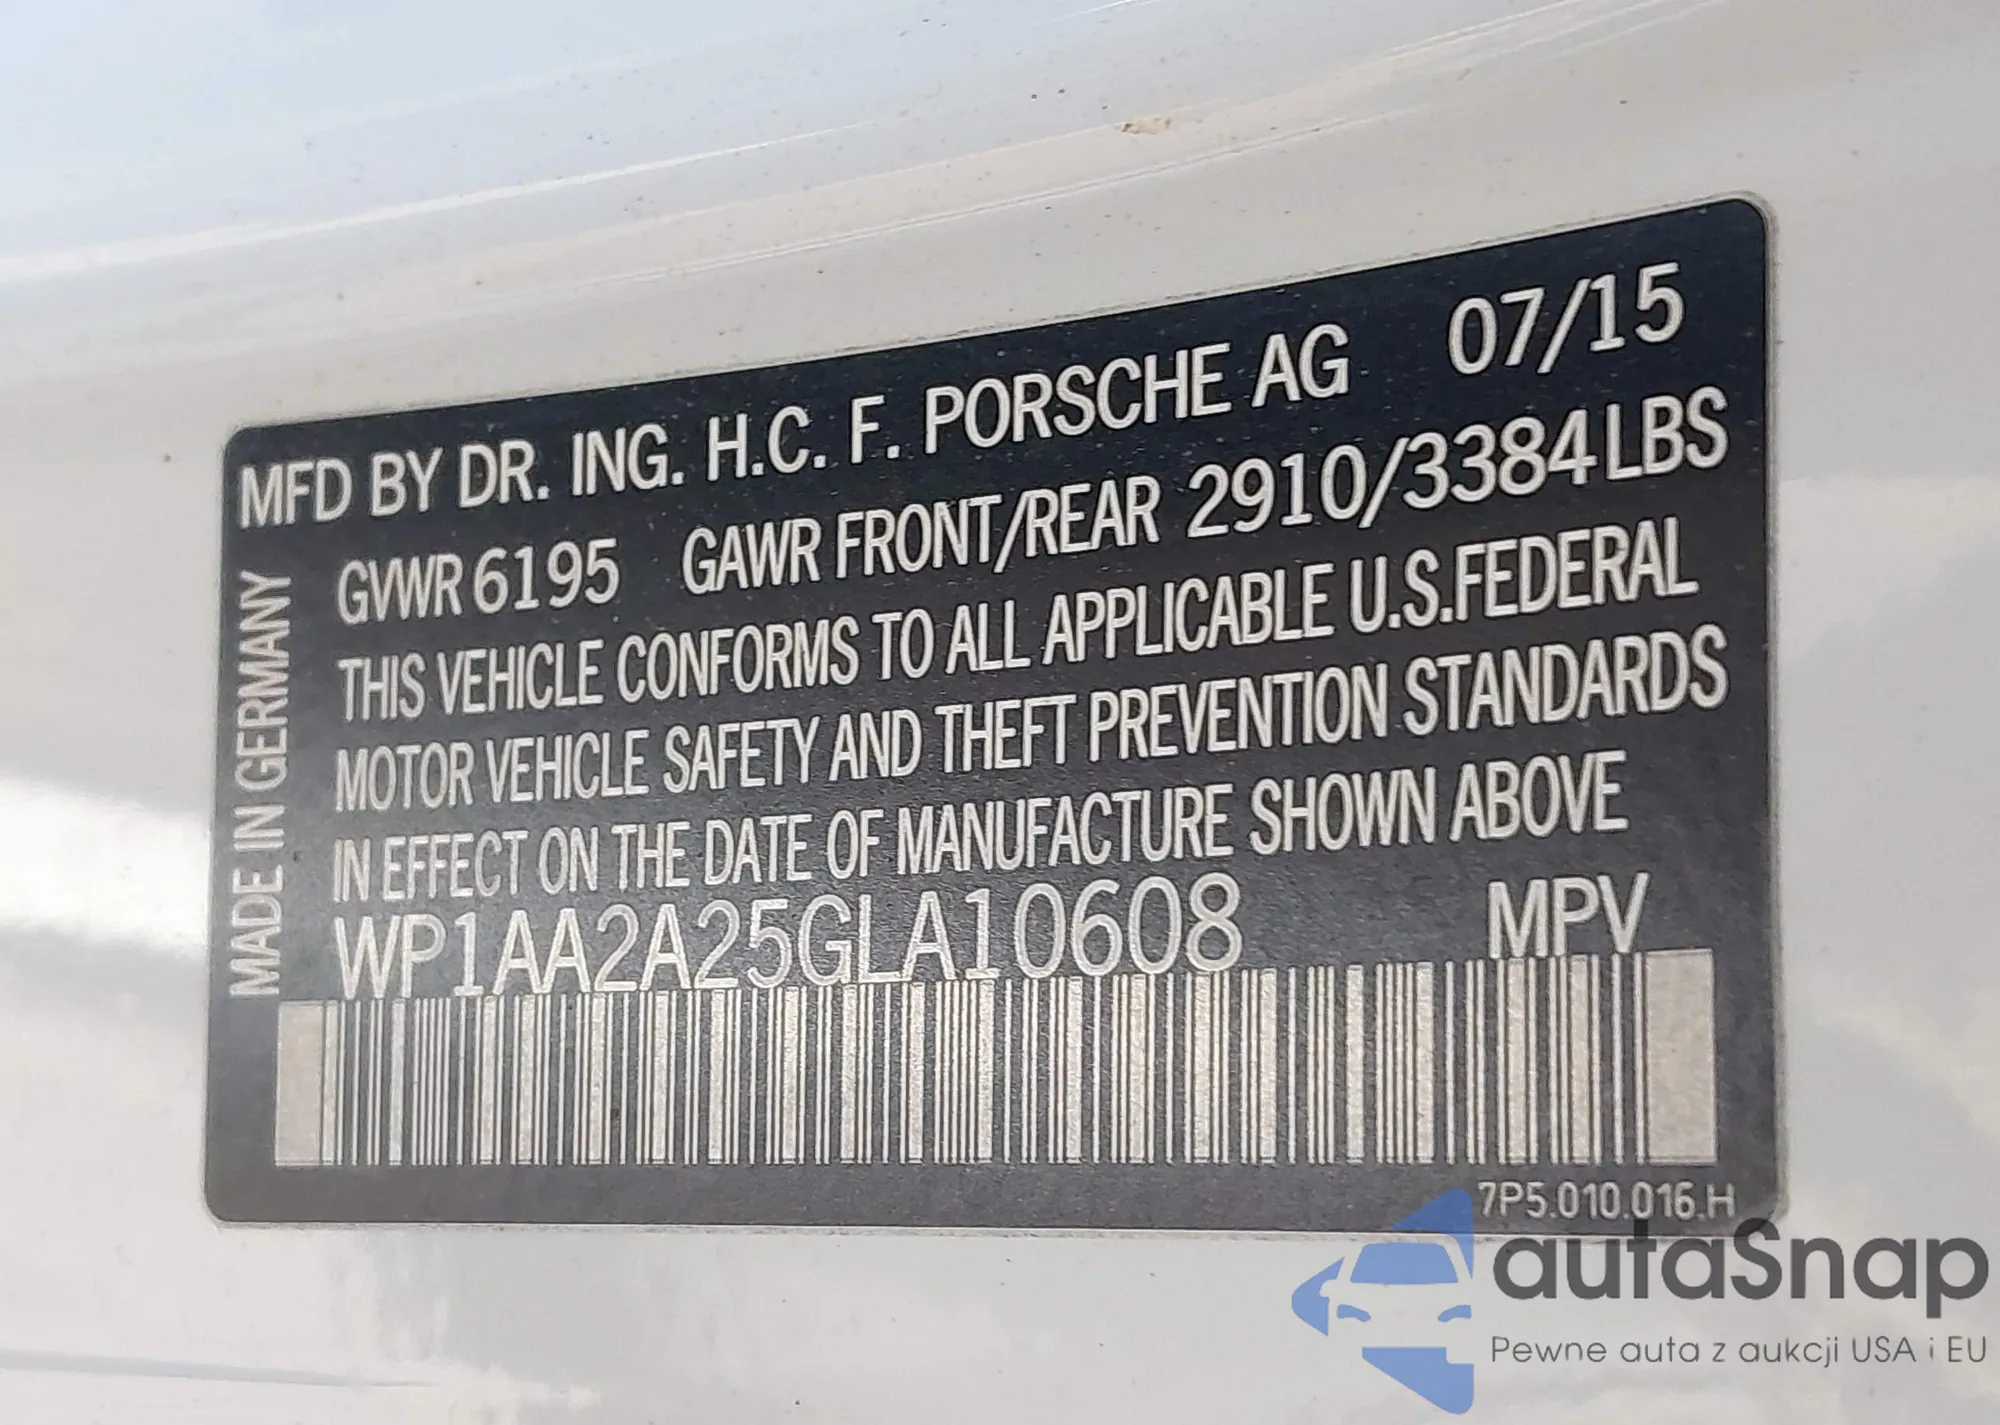 MFD BY DR. ING. H.C. F. PORSCHE AG 07/15
GVWR 6195 GAWR FRONT/REAR 2910/3384LBS
THIS VEHICLE CONFORMS TO ALL APPLICABLE U.S.FEDERAL
MOTOR VEHICLE SAFETY AND THEFT PREVENTION STANDARDS
IN EFFECT ON THE DATE OF MANUFACTURE SHOWN ABOVE
WP1AA2A25GLA10608 MPV
MADE IN GERMANY
7P5.010.016.H
autaSnap
Pewne auta z aukcji USA i EU